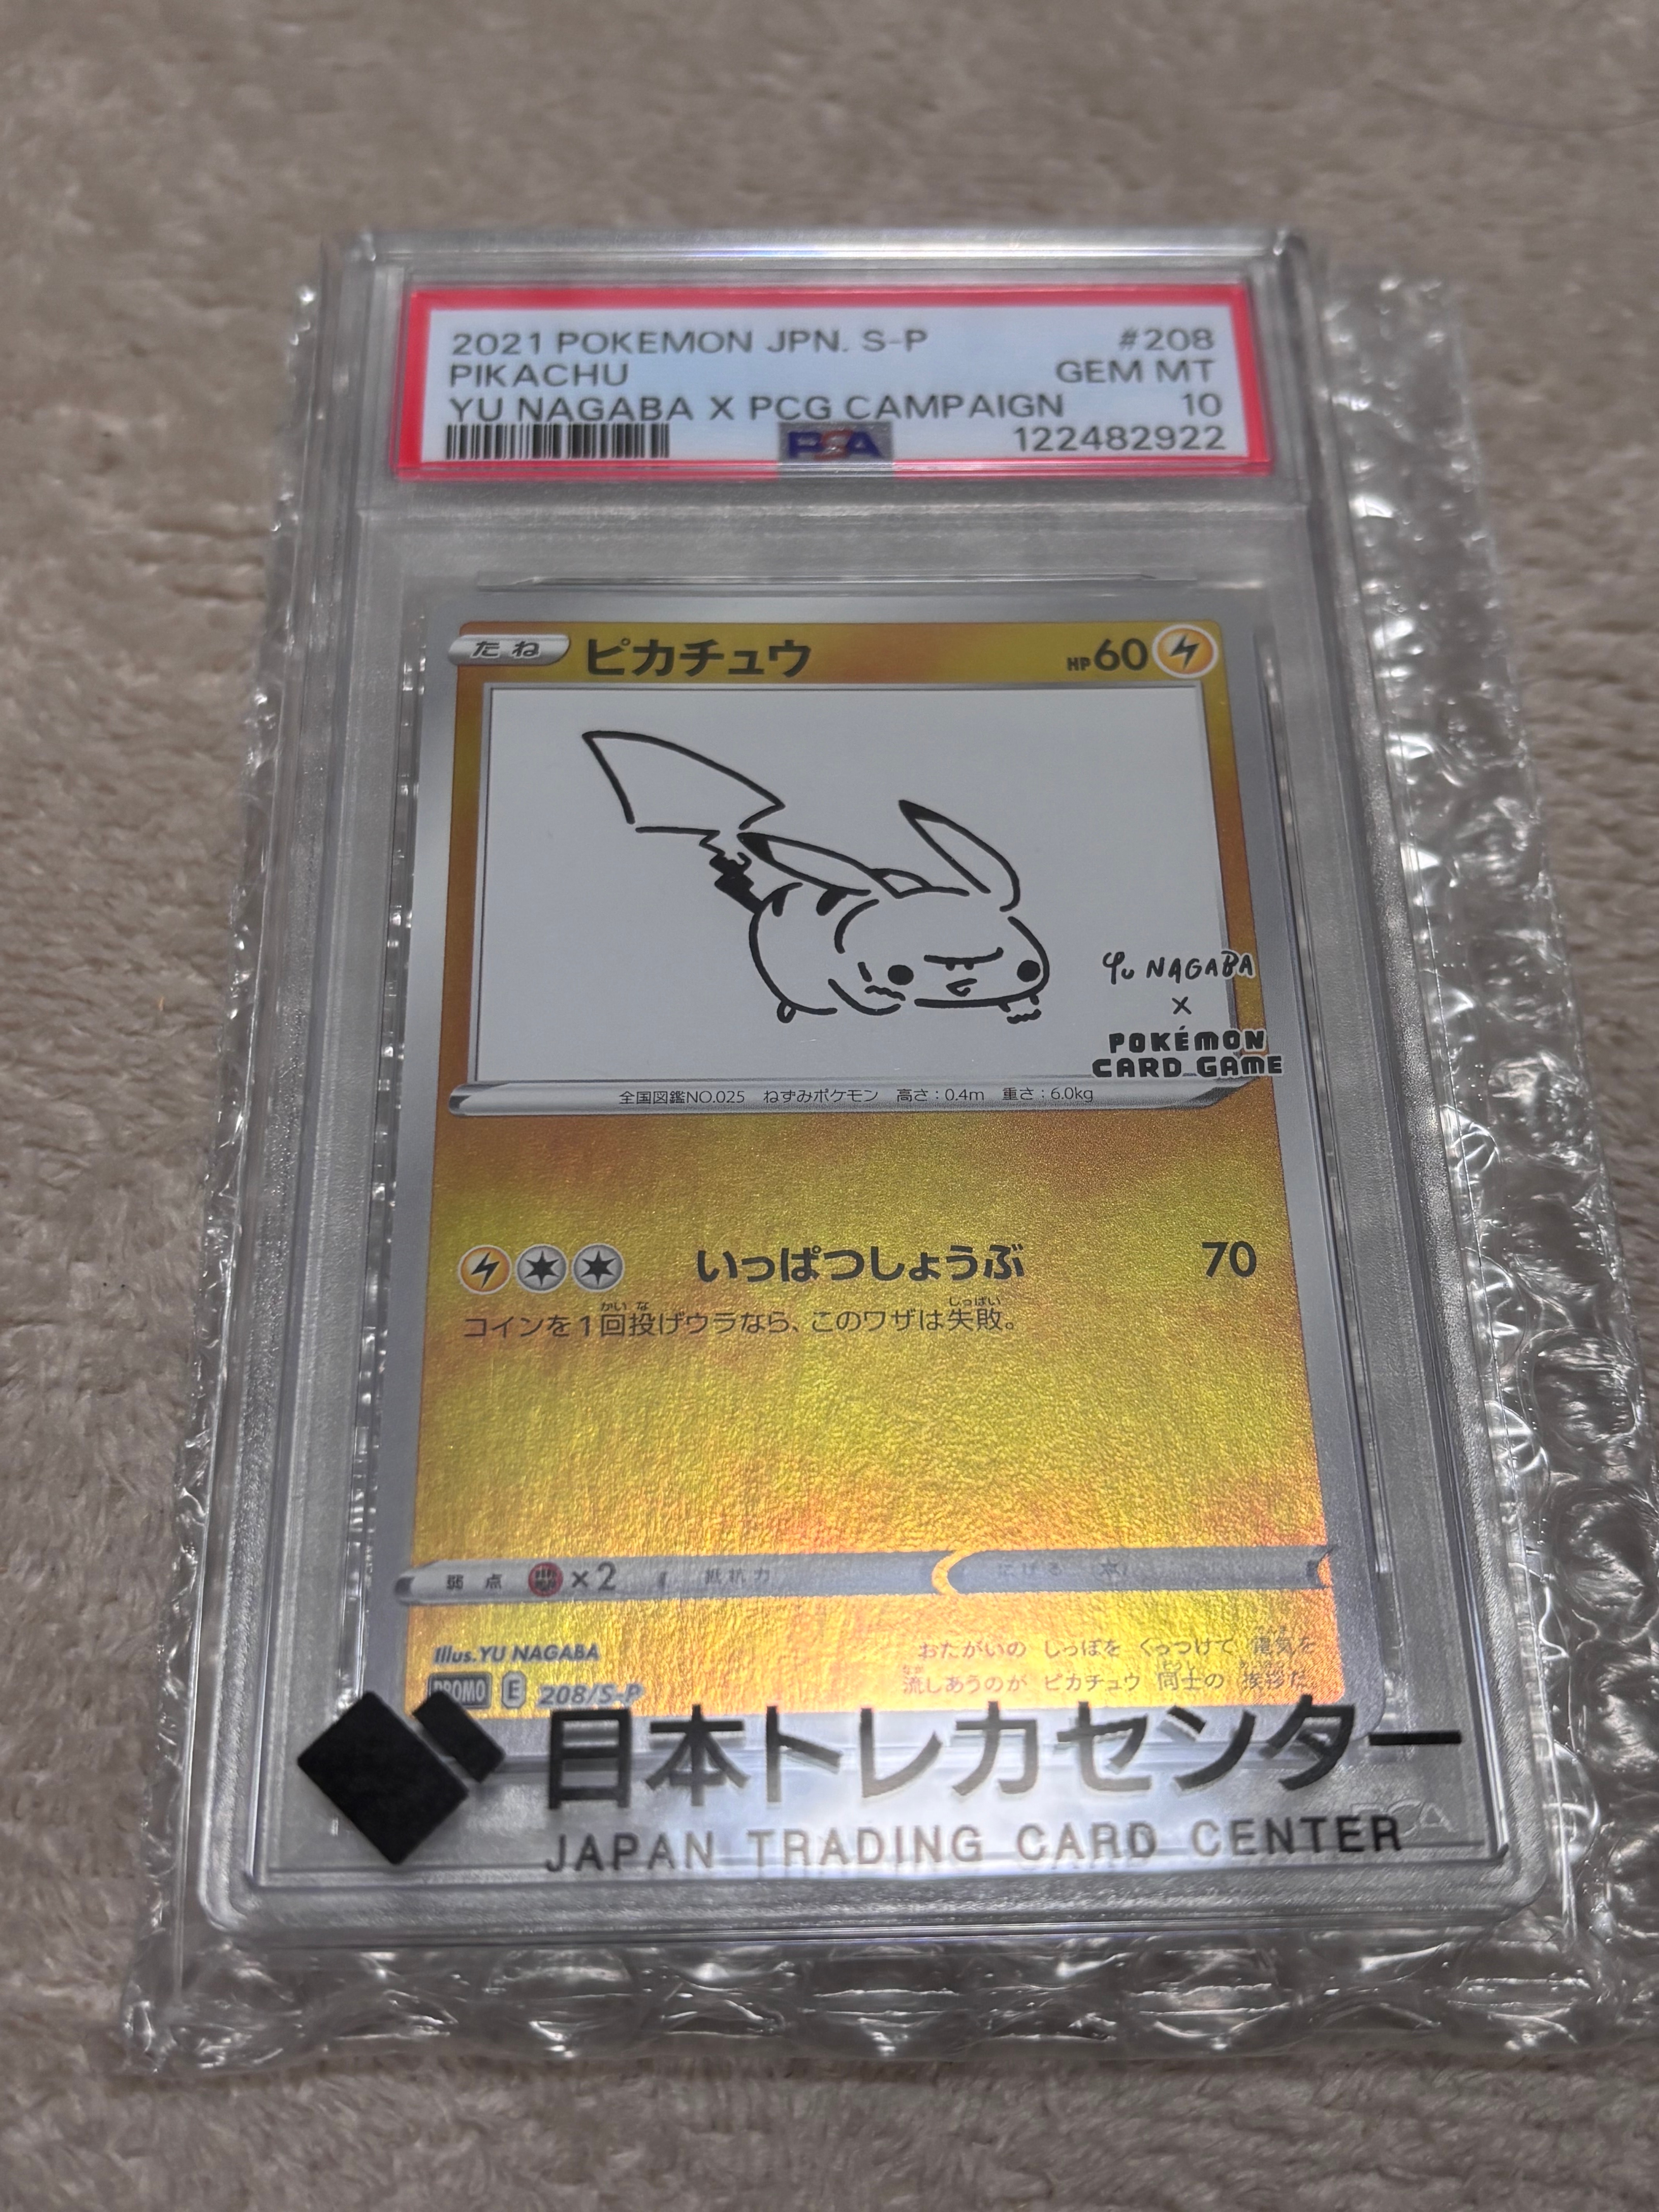 2021 POKEMON JPN. S-P #208
PIKACHU GEM MT
YU NAGABA X PCG CAMPAIGN 10
PSA 122482922
たね ピカチュウ HP60
YU NAGABA
×
POKÉMON
CARD GAME
全国図鑑NO.025 ねずみポケモン 高さ:0.4m 重さ:6.0kg
いっぱつしょうぶ 70
かい な しっぱい
コインを1回投げウラなら、このワザは失敗。
弱点 ×2 抵抗力 にげる
Illus.YU NAGABA
おたがいの しっぽを くっつけて 電気を
流しあうのが ピカチュウ 同士の 挨拶だ。
PROMO E 208/S-P
日本トレカセンター
JAPAN TRADING CARD CENTER